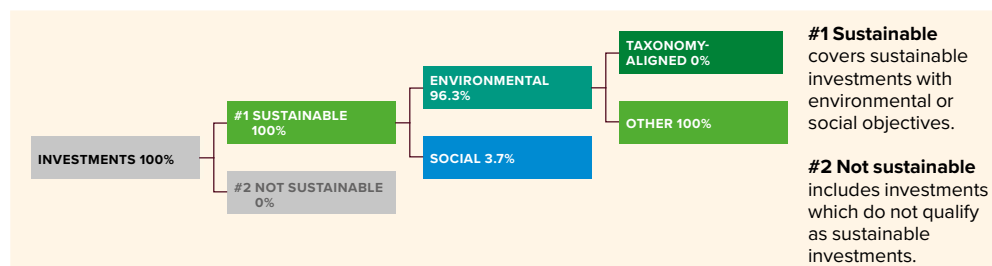 INVESTMENTS 100%
#1 SUSTAINABLE
100%
#2 NOT SUSTAINABLE
0%
ENVIRONMENTAL
96.3%
SOCIAL 3.7%
TAXONOMY-
ALIGNED 0%
OTHER 100%
#1 Sustainable
covers sustainable
investments with
environmental or
social objectives.
#2 Not sustainable
includes investments
which do not qualify
as sustainable
investments.